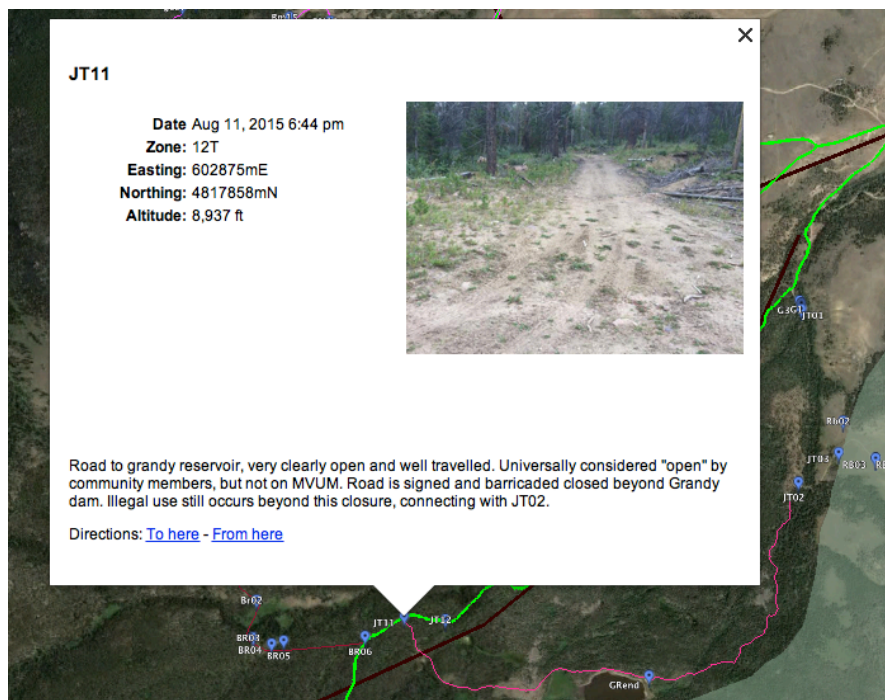 JT11
Date Aug 11, 2015 6:44 pm
Zone: 12T
Easting: 602875mE
Northing: 4817858mN
Altitude: 8,937 ft
Road to grandy reservoir, very clearly open and well travelled. Universally considered "open" by
community members, but not on MVUM. Road is signed and barricaded closed beyond Grandy
dam. Illegal use still occurs beyond this closure, connecting with JT02.
Directions: To here - From here
JT01
Rb02
JT03
RB03
JT02
Br02
JT11
JT12
BR03
BR04
BR05
BR06
GRend